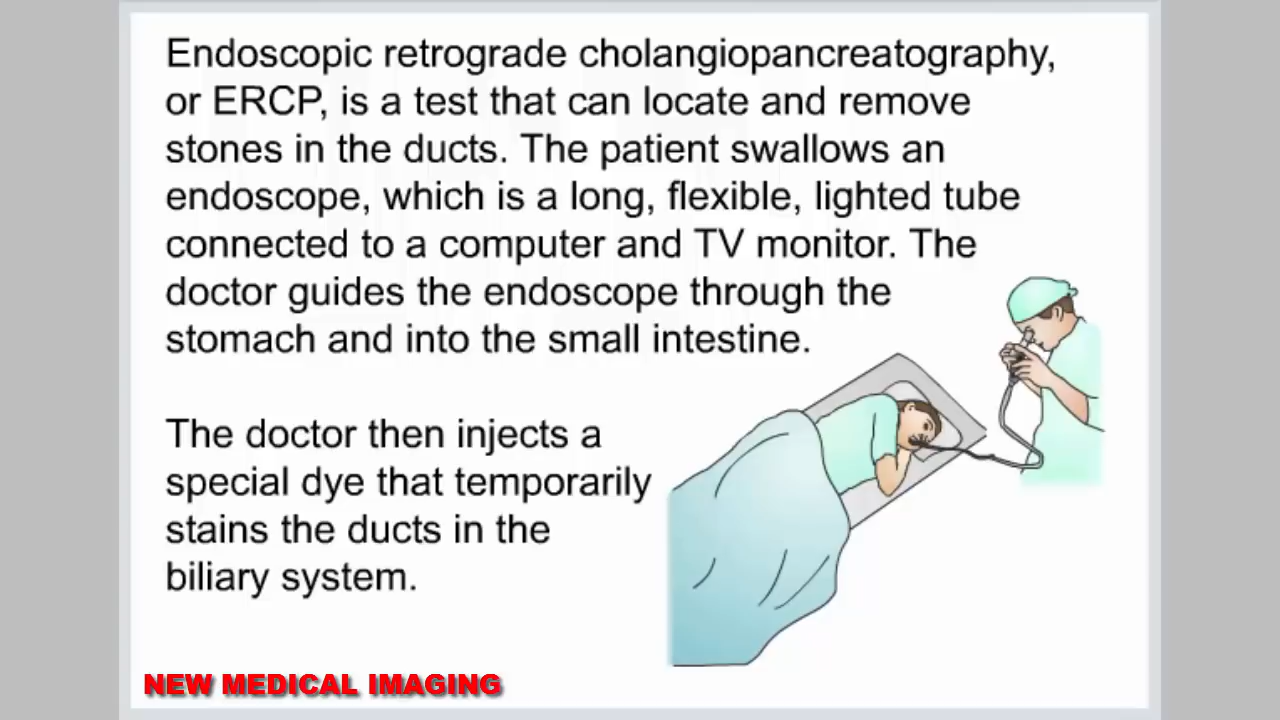 Endoscopic retrograde cholangiopancreatography,
or ERCP, is a test that can locate and remove
stones in the ducts. The patient swallows an
endoscope, which is a long, flexible, lighted tube
connected to a computer and TV monitor. The
doctor guides the endoscope through the
stomach and into the small intestine.
The doctor then injects a
special dye that temporarily
stains the ducts in the
biliary system.
NEW MEDICAL IMAGING